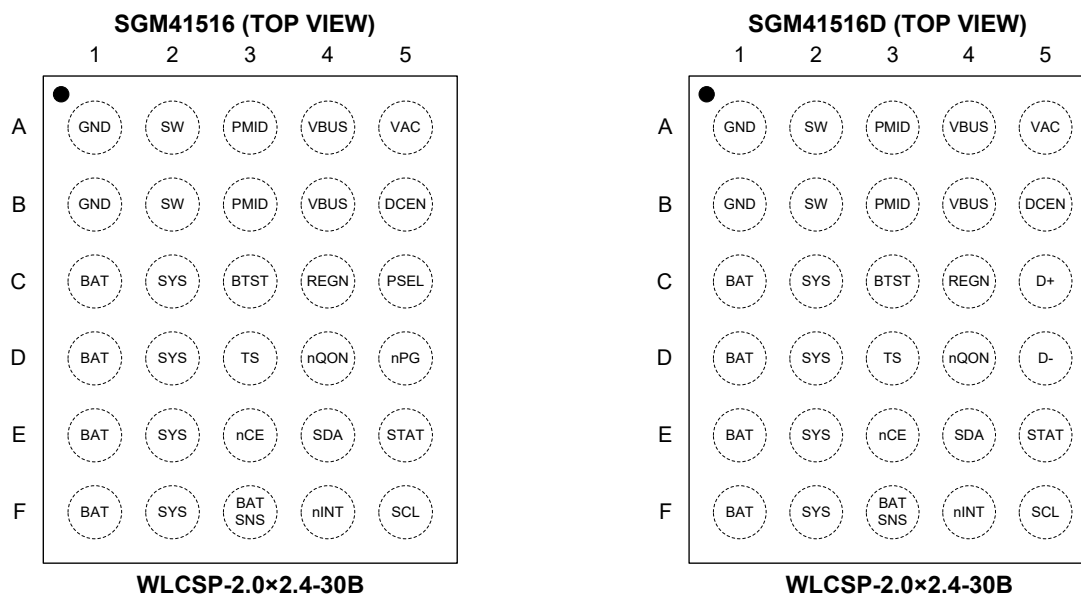 SGM41516 (TOP VIEW)
1 2 3 4 5
A GND SW PMID VBUS VAC
B GND SW PMID VBUS DCEN
C BAT SYS BTST REGN PSEL
D BAT SYS TS nQON nPG
E BAT SYS nCE SDA STAT
F BAT SYS BAT SNS nINT SCL
WLCSP-2.0×2.4-30B
SGM41516D (TOP VIEW)
1 2 3 4 5
A GND SW PMID VBUS VAC
B GND SW PMID VBUS DCEN
C BAT SYS BTST REGN D+
D BAT SYS TS nQON D-
E BAT SYS nCE SDA STAT
F BAT SYS BAT SNS nINT SCL
WLCSP-2.0×2.4-30B